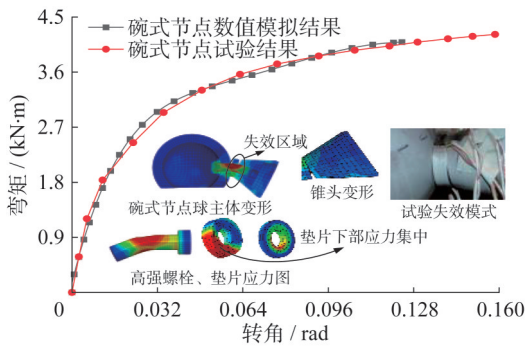 4.5
碗式节点数值模拟结果
碗式节点试验结果
3.6
2.7
1.8
0.9
0
弯矩 / (kN·m)
失效区域
碗式节点球主体变形
锥头变形
试验失效模式
垫片下部应力集中
高强螺栓、垫片应力图
0.032
0.064
0.096
0.128
0.160
转角 / rad